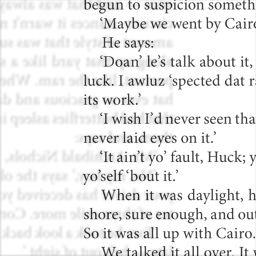 begun to suspicion someth
'Maybe we went by Cairo
He says:
'Doan' le's talk about it,
luck. I awluz 'spected dat ra
its work.'
'I wish I'd never seen tha
never laid eyes on it.'
'It ain't yo' fault, Huck; y
yo'self 'bout it.'
When it was daylight, h
shore, sure enough, and out
So it was all up with Cairo.
We talked it all over. It w